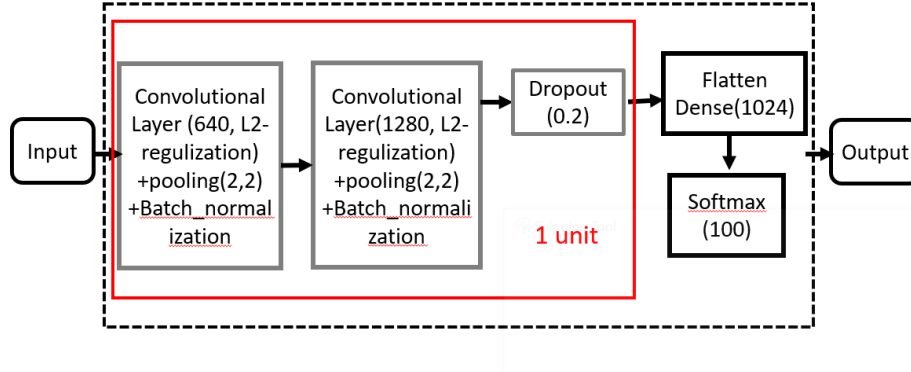 Input
Convolutional
Layer (640, L2-
regulization)
+pooling(2,2)
+Batch_normal
ization
Convolutional
Layer(1280, L2-
regulization)
+pooling(2,2)
+Batch_normali
zation
Dropout
(0.2)
1 unit
Flatten
Dense(1024)
Softmax
(100)
Output